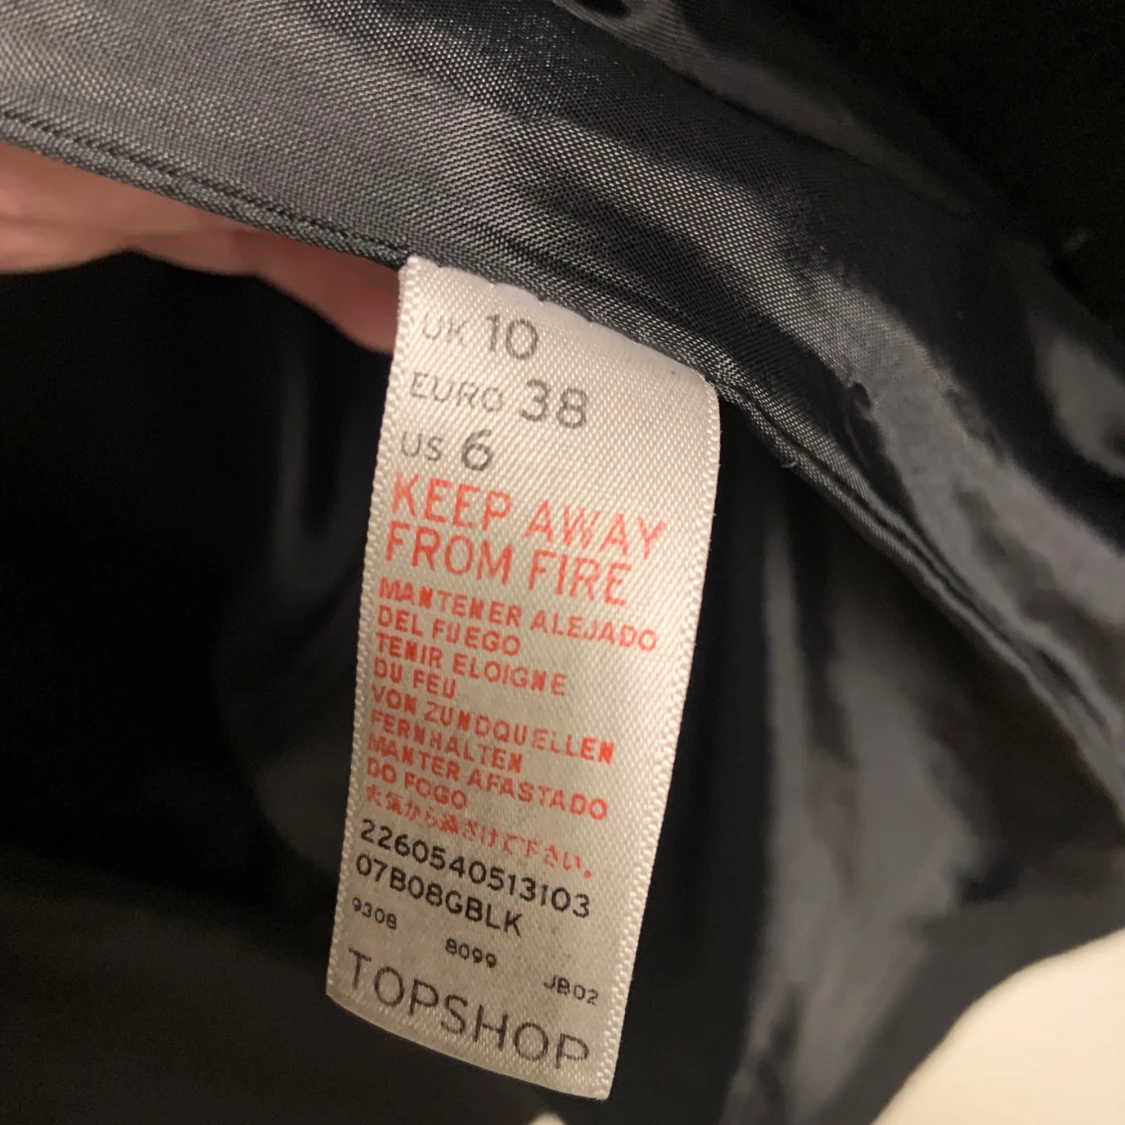 UK 10
EURO 38
US 6
KEEP AWAY
FROM FIRE
MANTENER ALEJADO
DEL FUEGO
TENIR ELOIGNE
DU FEU
VON ZUNDQUELLEN
FERNHALTEN
MANTER AFASTADO
DO FOGO
火気から遠ざけて下さい。
2260540513103
07B08GBLK
9308 8099 JB02
TOPSHOP